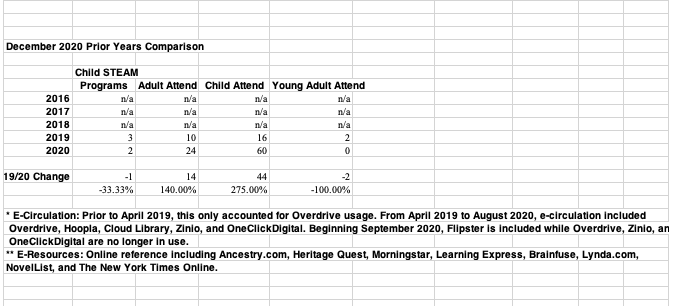 December 2020 Prior Years Comparison
Child STEAM
Programs Adult Attend Child Attend Young Adult Attend
2016 n/a n/a n/a n/a
2017 n/a n/a n/a n/a
2018 n/a n/a n/a n/a
2019 3 10 16 2
2020 2 24 60 0
19/20 Change -1 14 44 -2
-33.33% 140.00% 275.00% -100.00%
* E-Circulation: Prior to April 2019, this only accounted for Overdrive usage. From April 2019 to August 2020, e-circulation included
Overdrive, Hoopla, Cloud Library, Zinio, and OneClickDigital. Beginning September 2020, Flipster is included while Overdrive, Zinio, an
OneClickDigital are no longer in use.
** E-Resources: Online reference including Ancestry.com, Heritage Quest, Morningstar, Learning Express, Brainfuse, Lynda.com,
NovelList, and The New York Times Online.